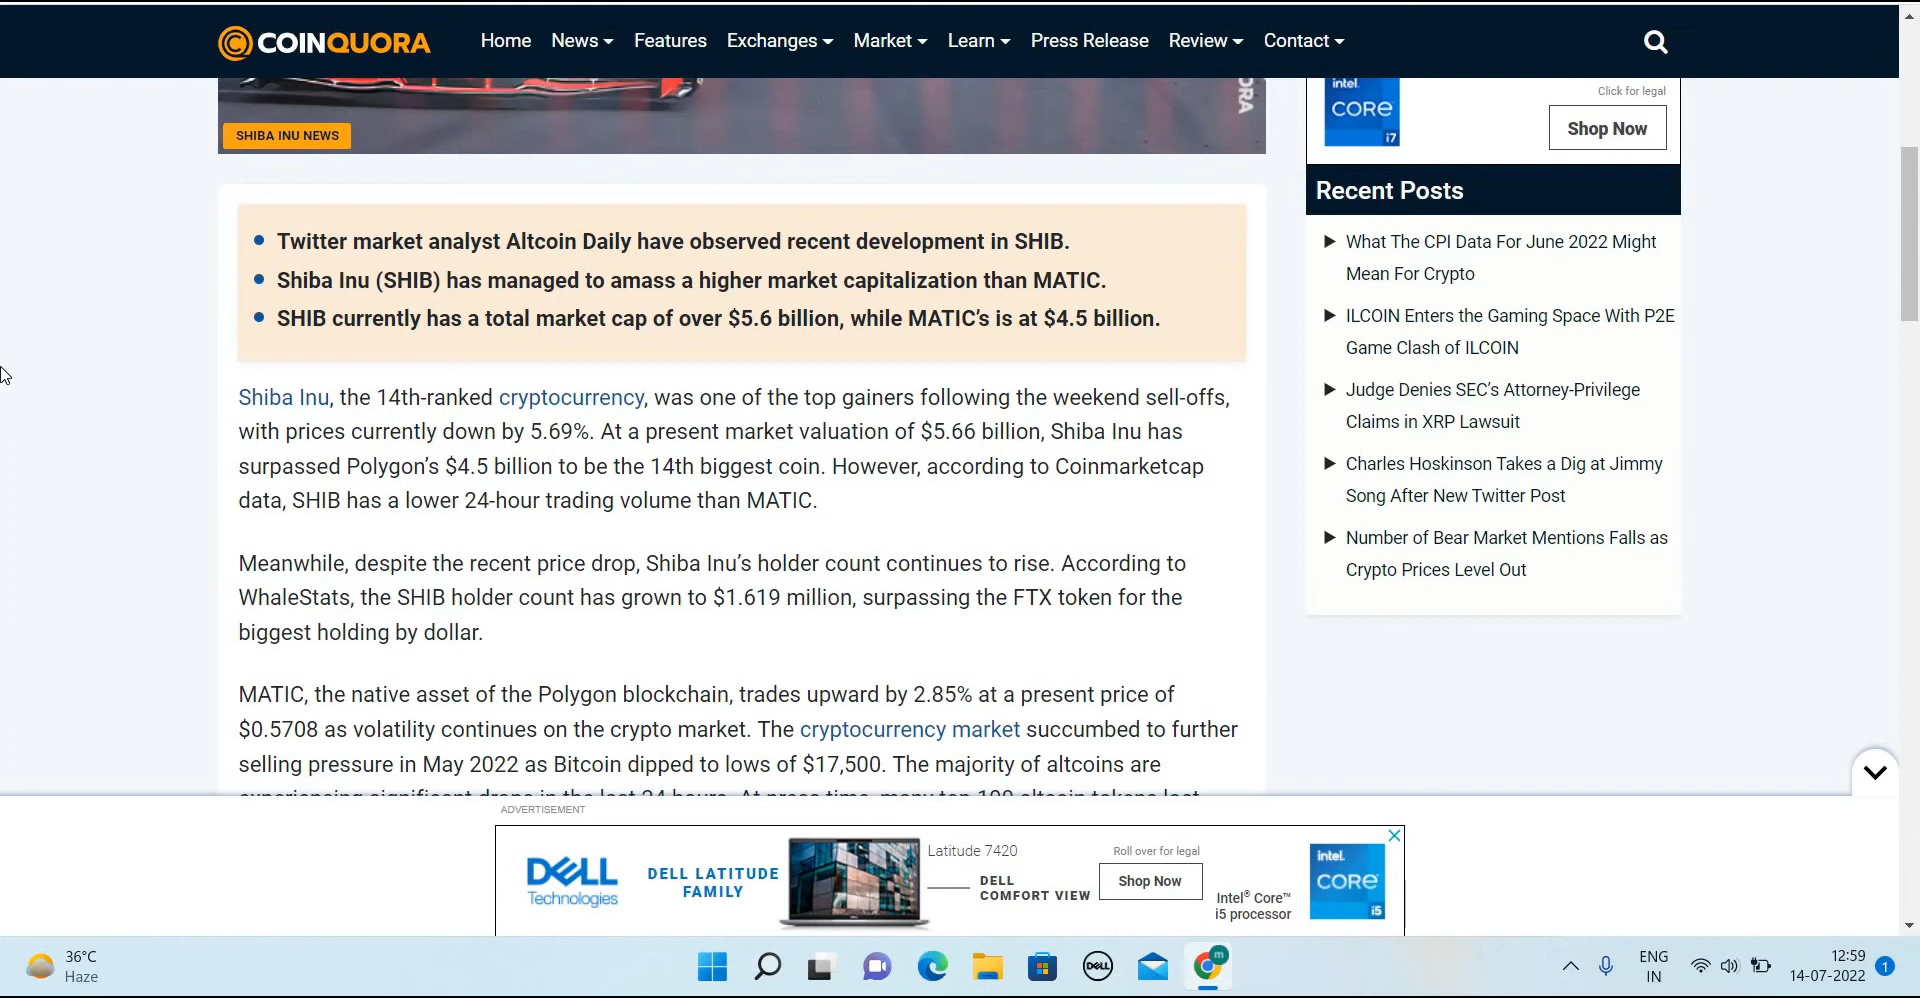 COINQUORA
Home News Features Exchanges Market Learn Press Release Review Contact
SHIBA INU NEWS
ORA
intel
CORE
i7
Click for legal
Shop Now
Twitter market analyst Altcoin Daily have observed recent development in SHIB.
Shiba Inu (SHIB) has managed to amass a higher market capitalization than MATIC.
SHIB currently has a total market cap of over $5.6 billion, while MATIC’s is at $4.5 billion.
Shiba Inu, the 14th-ranked cryptocurrency, was one of the top gainers following the weekend sell-offs,
with prices currently down by 5.69%. At a present market valuation of $5.66 billion, Shiba Inu has
surpassed Polygon’s $4.5 billion to be the 14th biggest coin. However, according to Coinmarketcap
data, SHIB has a lower 24-hour trading volume than MATIC.
Meanwhile, despite the recent price drop, Shiba Inu’s holder count continues to rise. According to
WhaleStats, the SHIB holder count has grown to $1.619 million, surpassing the FTX token for the
biggest holding by dollar.
MATIC, the native asset of the Polygon blockchain, trades upward by 2.85% at a present price of
$0.5708 as volatility continues on the crypto market. The cryptocurrency market succumbed to further
selling pressure in May 2022 as Bitcoin dipped to lows of $17,500. The majority of altcoins are
experiencing significant drops in the last 24 hours. At press time, many top 100 altcoin tokens lost
Recent Posts
What The CPI Data For June 2022 Might
Mean For Crypto
ILCOIN Enters the Gaming Space With P2E
Game Clash of ILCOIN
Judge Denies SEC’s Attorney-Privilege
Claims in XRP Lawsuit
Charles Hoskinson Takes a Dig at Jimmy
Song After New Twitter Post
Number of Bear Market Mentions Falls as
Crypto Prices Level Out
ADVERTISEMENT
DELL
Technologies
DELL LATITUDE
FAMILY
Latitude 7420
DELL
COMFORT VIEW
Roll over for legal
Shop Now
Intel® Core™
i5 processor
intel.
CORE
i5
36°C
Haze
DELL
m
ENG
IN
12:59
14-07-2022
1